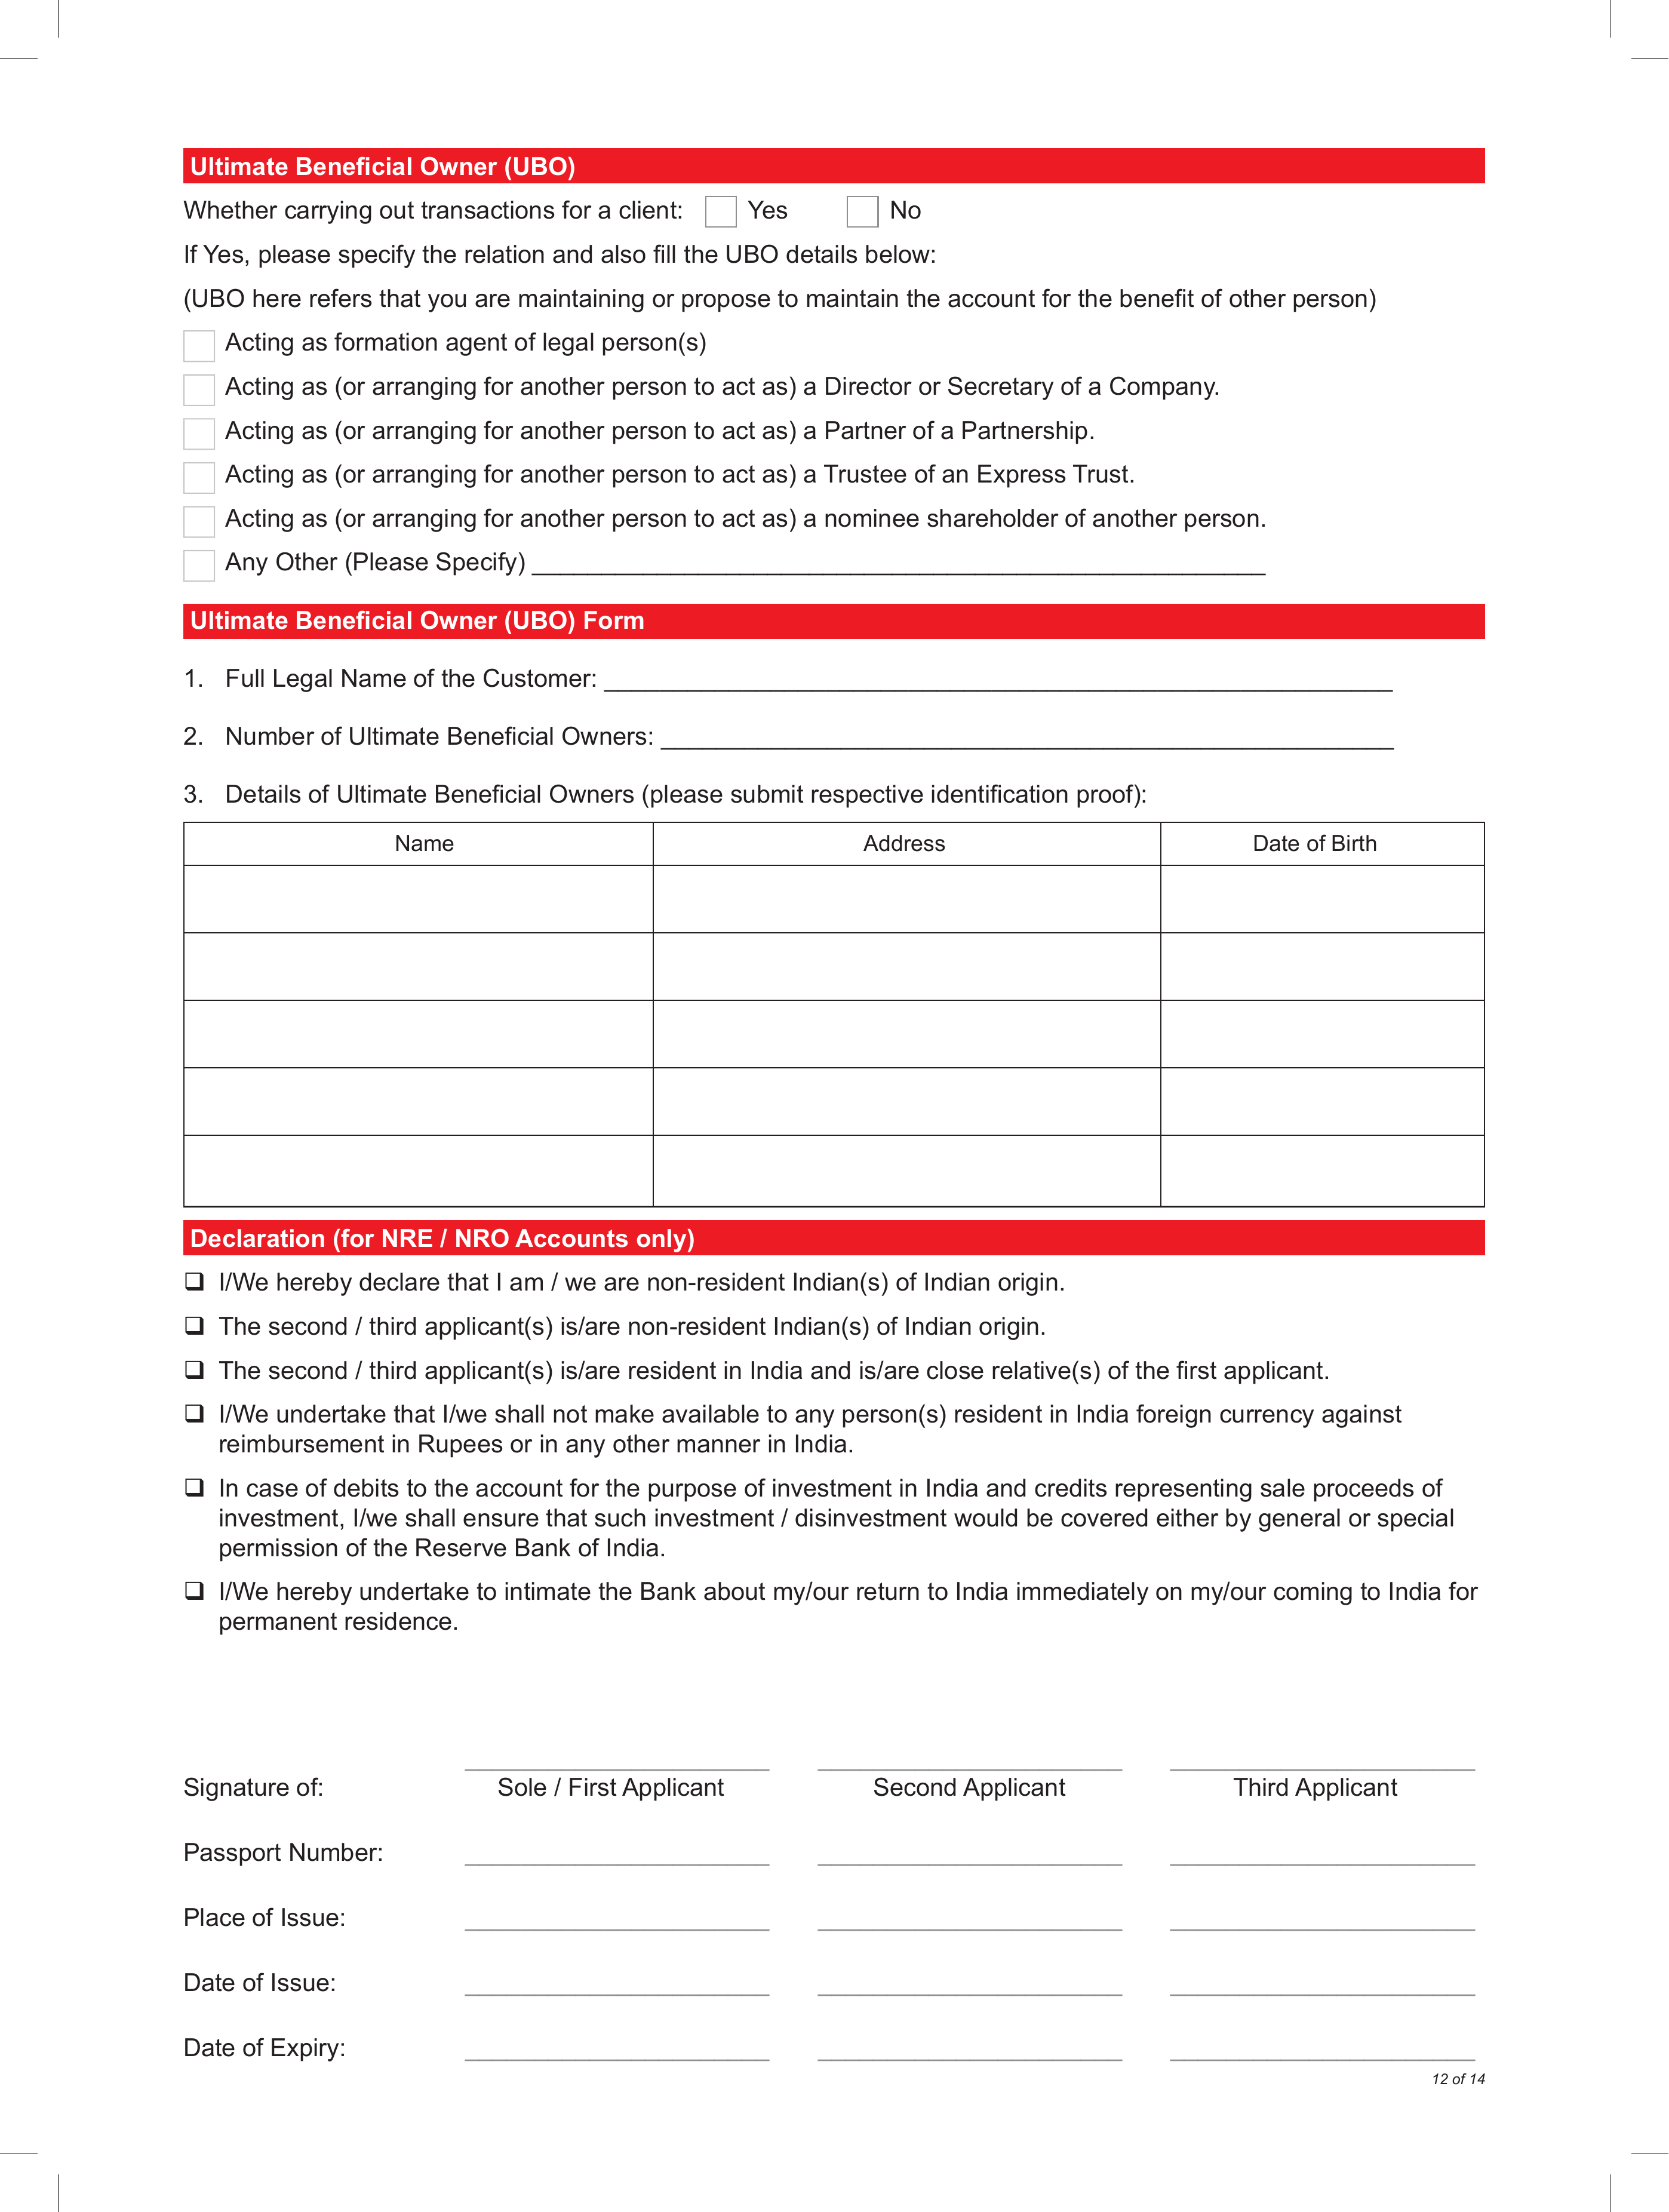 Ultimate Beneficial Owner (UBO)
Whether carrying out transactions for a client: Yes No
If Yes, please specify the relation and also fill the UBO details below:
(UBO here refers that you are maintaining or propose to maintain the account for the benefit of other person)
Acting as formation agent of legal person(s)
Acting as (or arranging for another person to act as) a Director or Secretary of a Company.
Acting as (or arranging for another person to act as) a Partner of a Partnership.
Acting as (or arranging for another person to act as) a Trustee of an Express Trust.
Acting as (or arranging for another person to act as) a nominee shareholder of another person.
Any Other (Please Specify)
Ultimate Beneficial Owner (UBO) Form
1. Full Legal Name of the Customer:
2. Number of Ultimate Beneficial Owners:
3. Details of Ultimate Beneficial Owners (please submit respective identification proof):
Name Address Date of Birth
Declaration (for NRE / NRO Accounts only)
❑ I/We hereby declare that I am / we are non-resident Indian(s) of Indian origin.
❑ The second / third applicant(s) is/are non-resident Indian(s) of Indian origin.
❑ The second / third applicant(s) is/are resident in India and is/are close relative(s) of the first applicant.
❑ I/We undertake that I/we shall not make available to any person(s) resident in India foreign currency against
reimbursement in Rupees or in any other manner in India.
❑ In case of debits to the account for the purpose of investment in India and credits representing sale proceeds of
investment, I/we shall ensure that such investment / disinvestment would be covered either by general or special
permission of the Reserve Bank of India.
❑ I/We hereby undertake to intimate the Bank about my/our return to India immediately on my/our coming to India for
permanent residence.
Signature of: Sole / First Applicant Second Applicant Third Applicant
Passport Number:
Place of Issue:
Date of Issue:
Date of Expiry:
12 of 14